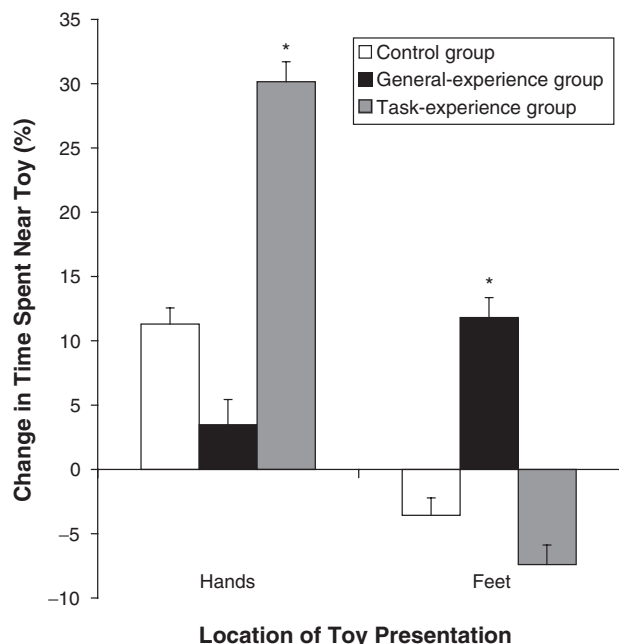 35
30
25
20
15
10
5
0
−5
−10
Change in Time Spent Near Toy (%)
Control group
General-experience group
Task-experience group
*
*
Hands
Feet
Location of Toy Presentation